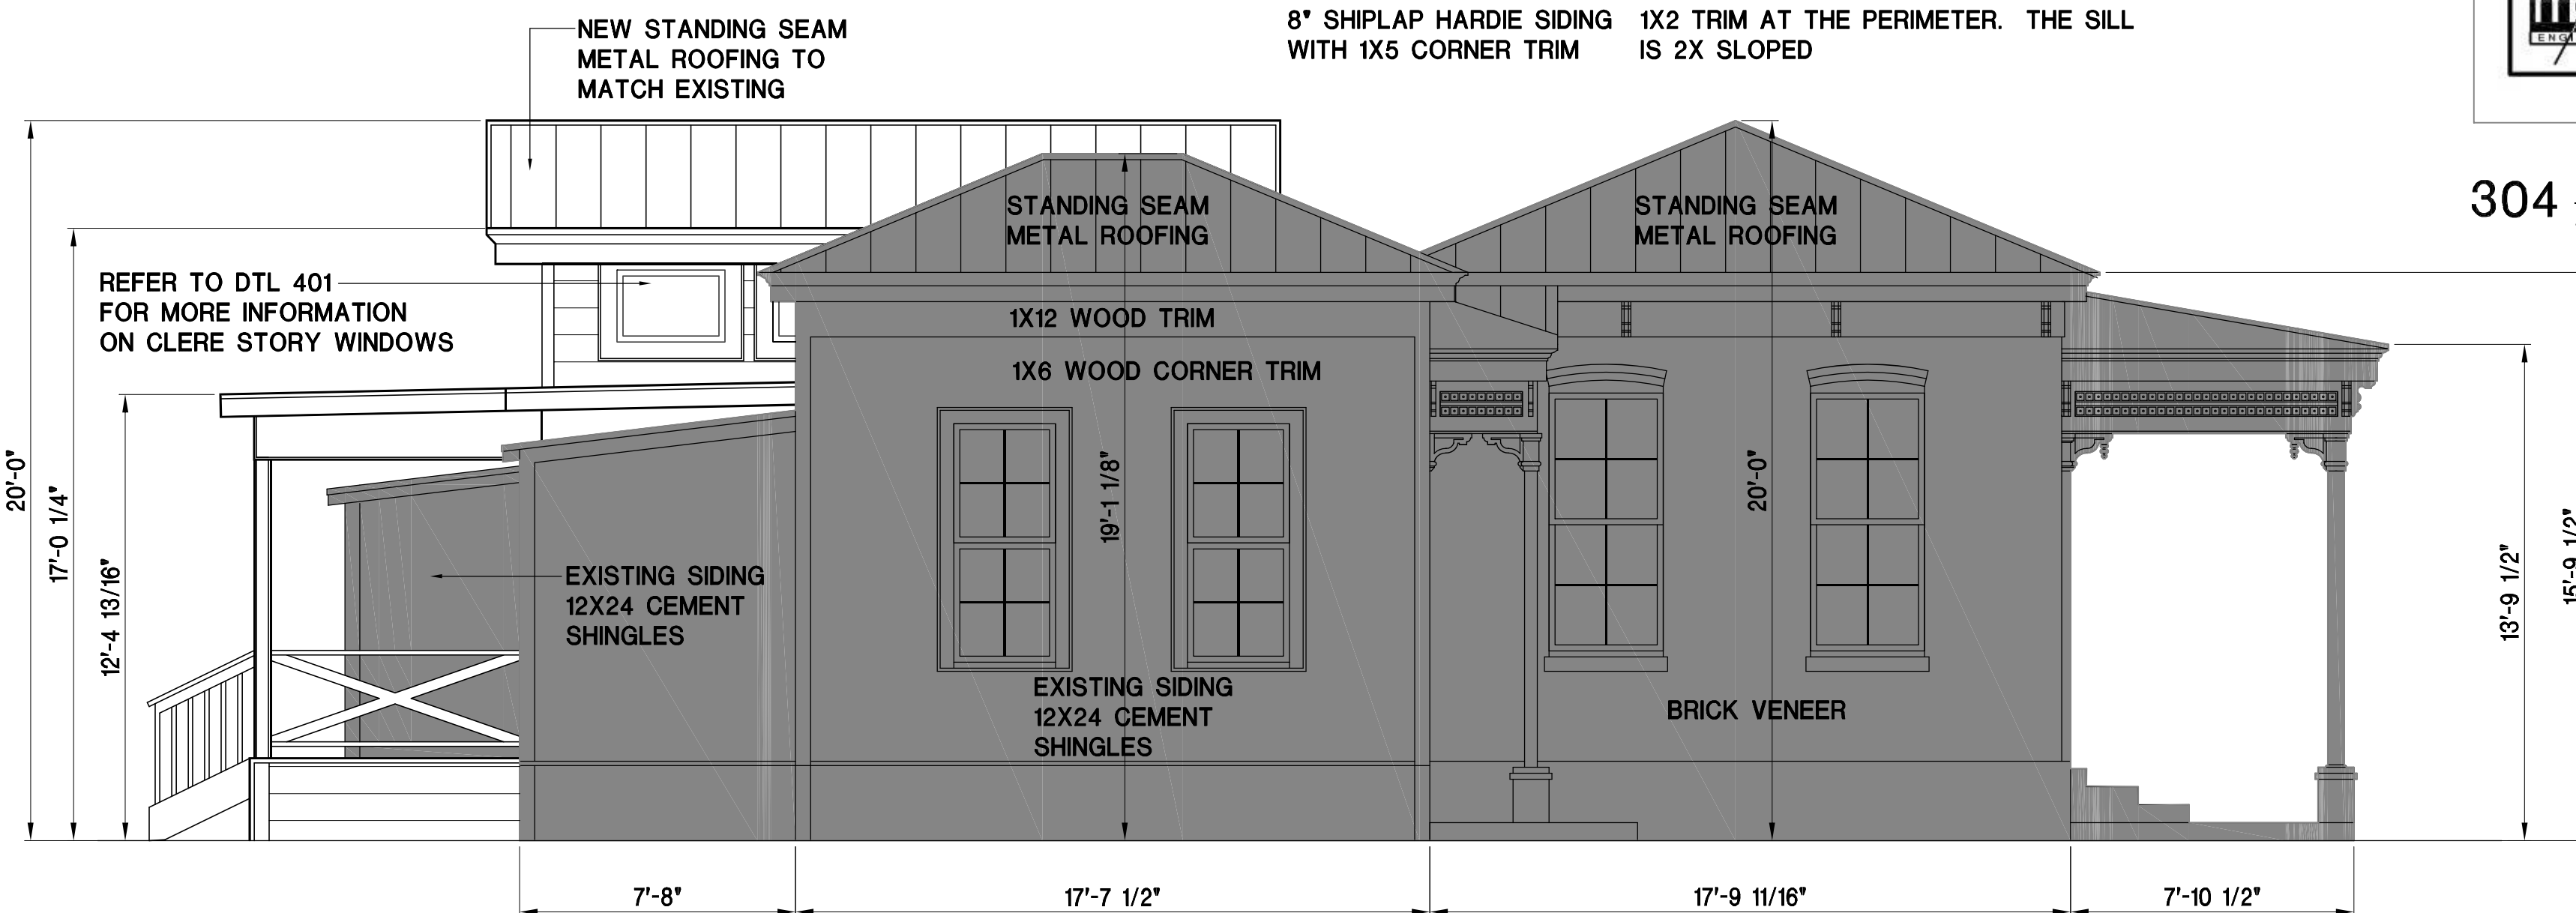 8" SHIPLAP HARDIE SIDING
WITH 1X5 CORNER TRIM
1X2 TRIM AT THE PERIMETER. THE SILL
IS 2X SLOPED
NEW STANDING SEAM
METAL ROOFING TO
MATCH EXISTING
304
STANDING SEAM
METAL ROOFING
STANDING SEAM
METAL ROOFING
REFER TO DTL 401
FOR MORE INFORMATION
ON CLERE STORY WINDOWS
1X12 WOOD TRIM
1X6 WOOD CORNER TRIM
20'-0"
17'-0 1/4"
12'-4 13/16"
19'-1 1/8"
20'-0"
13'-9 1/2"
15'-9 1/2"
EXISTING SIDING
12X24 CEMENT
SHINGLES
EXISTING SIDING
12X24 CEMENT
SHINGLES
BRICK VENEER
7'-8"
17'-7 1/2"
17'-9 11/16"
7'-10 1/2"